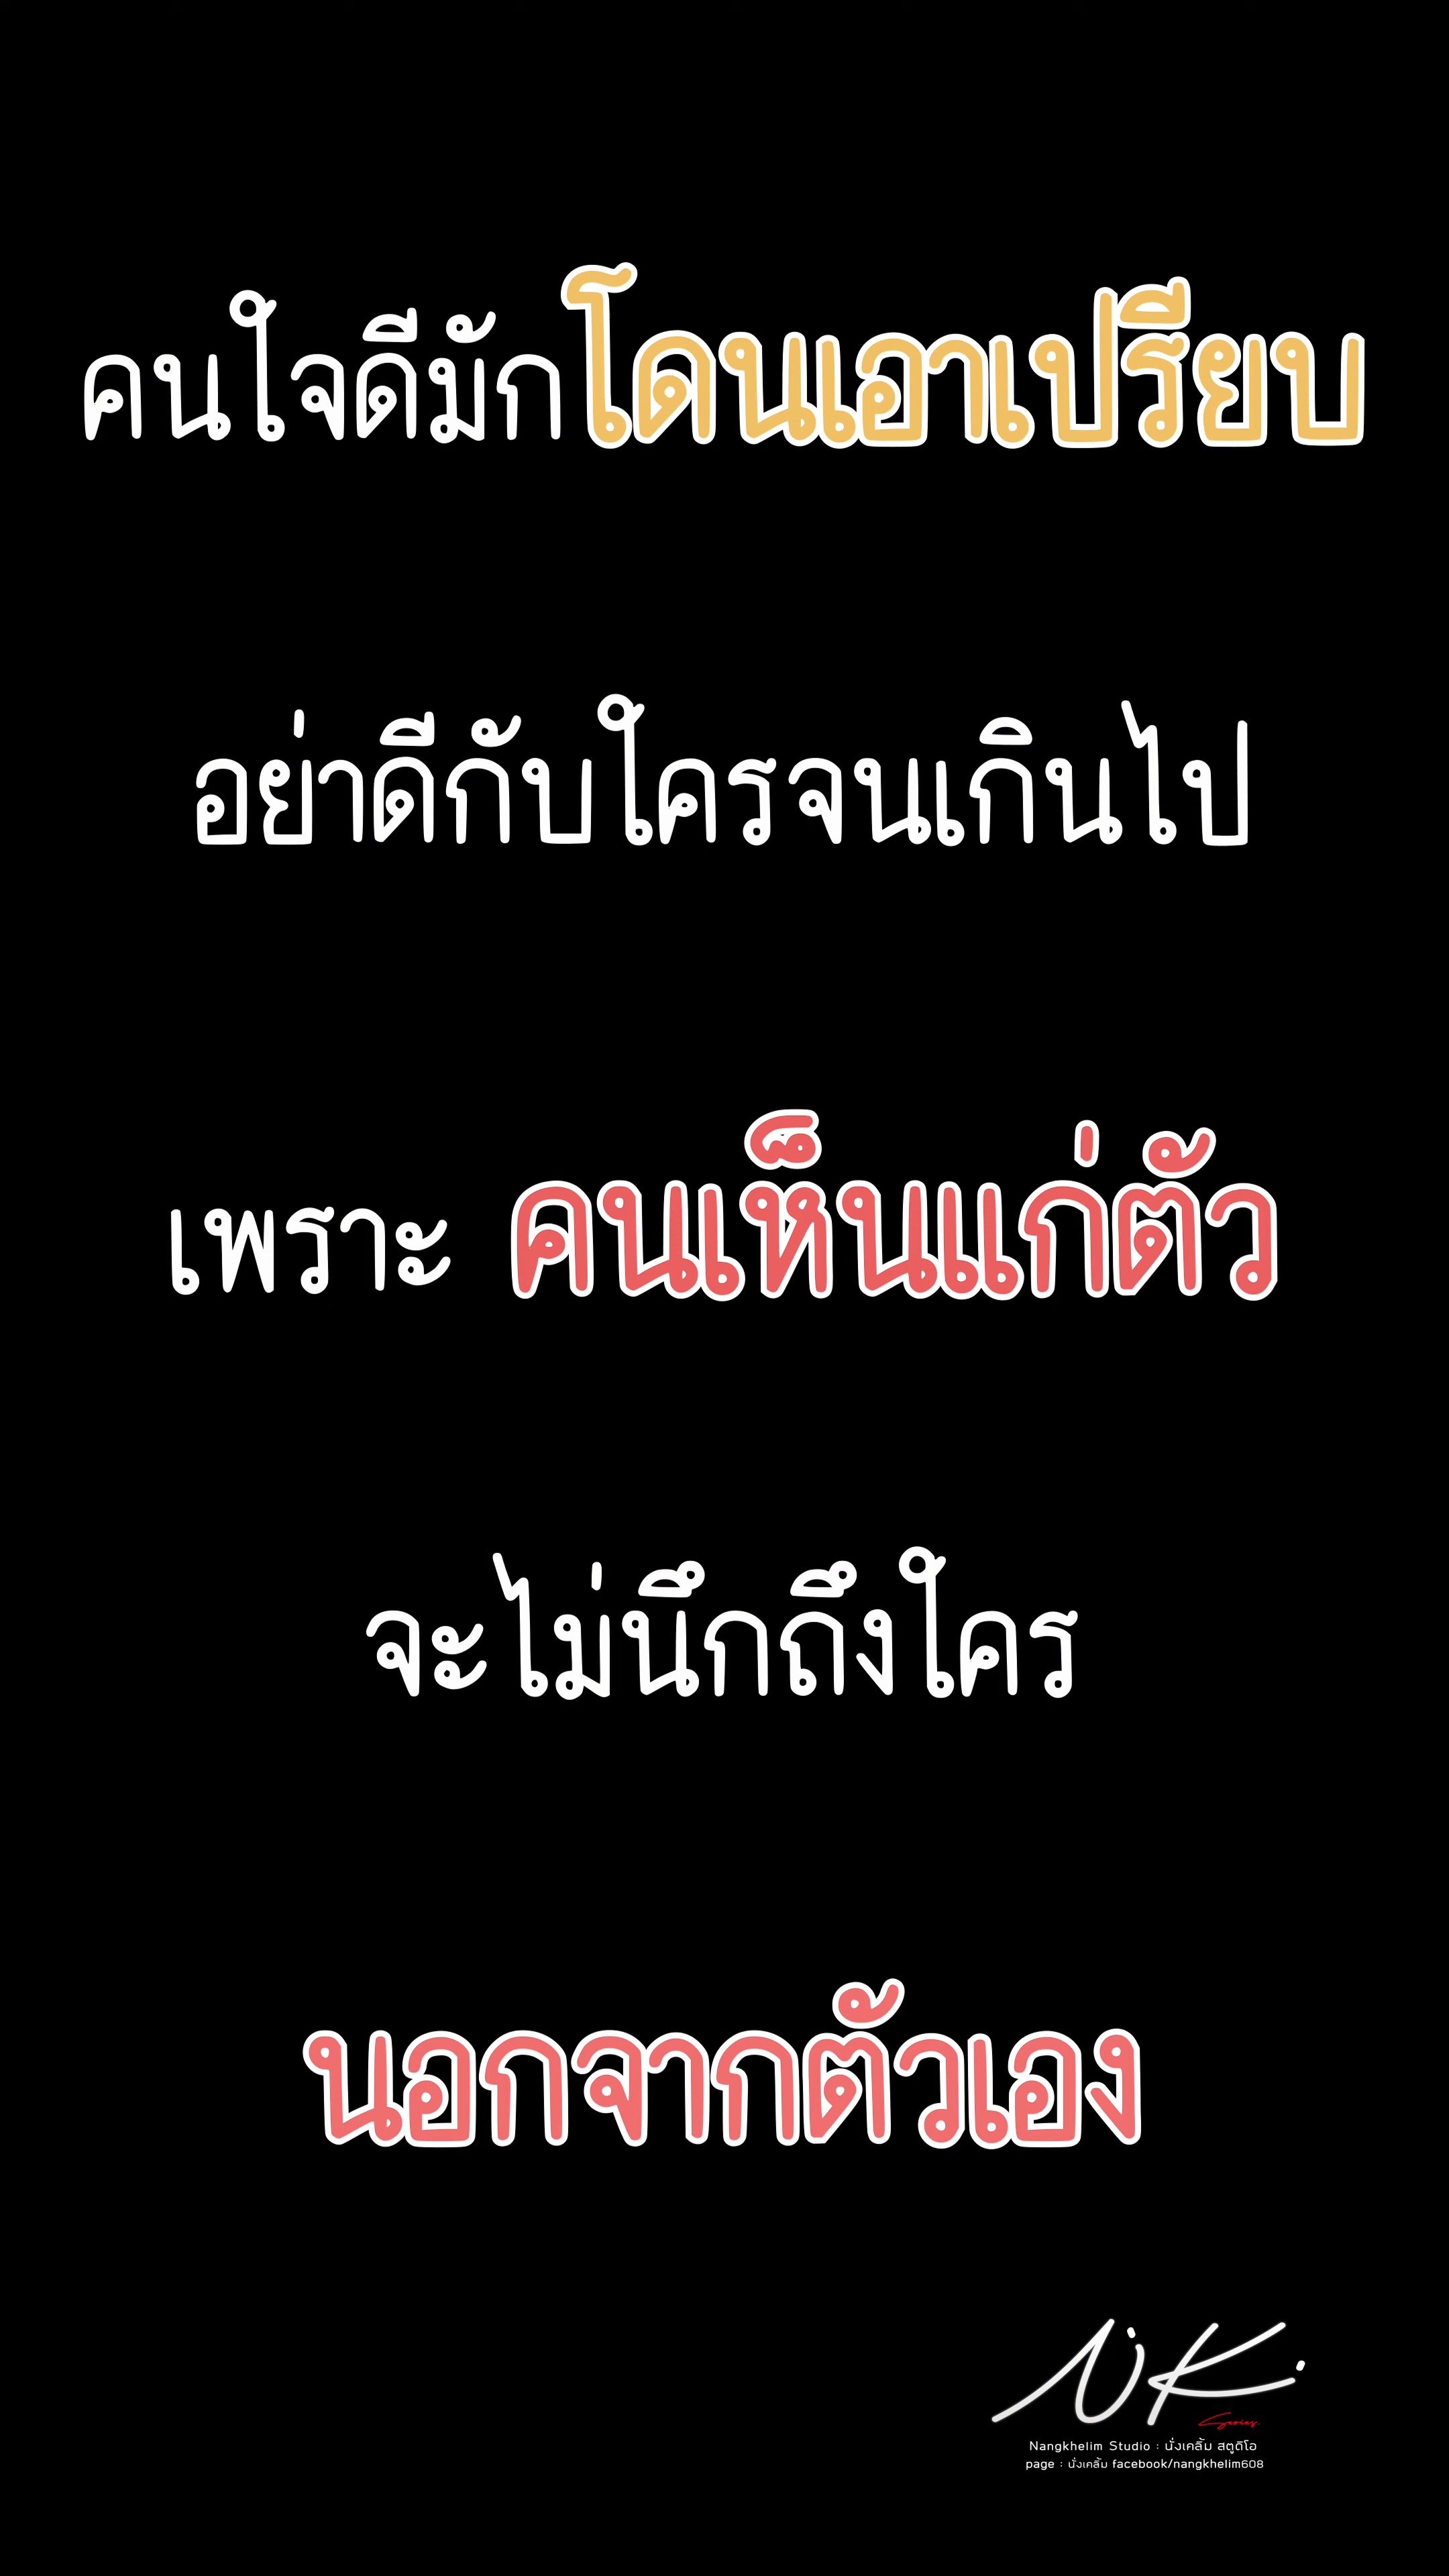 คนใจดีมักโดนเอาเปรียบ
อย่าดีกับใครจนเกินไป
เพราะ คนเห็นแก่ตัว
จะไม่นึกถึงใคร
นอกจากตัวเอง
N.K.
Series
Nangkhelim Studio : นั่งเคลิ้ม สตูดิโอ
page : นั่งเคลิ้ม facebook/nangkhelim608